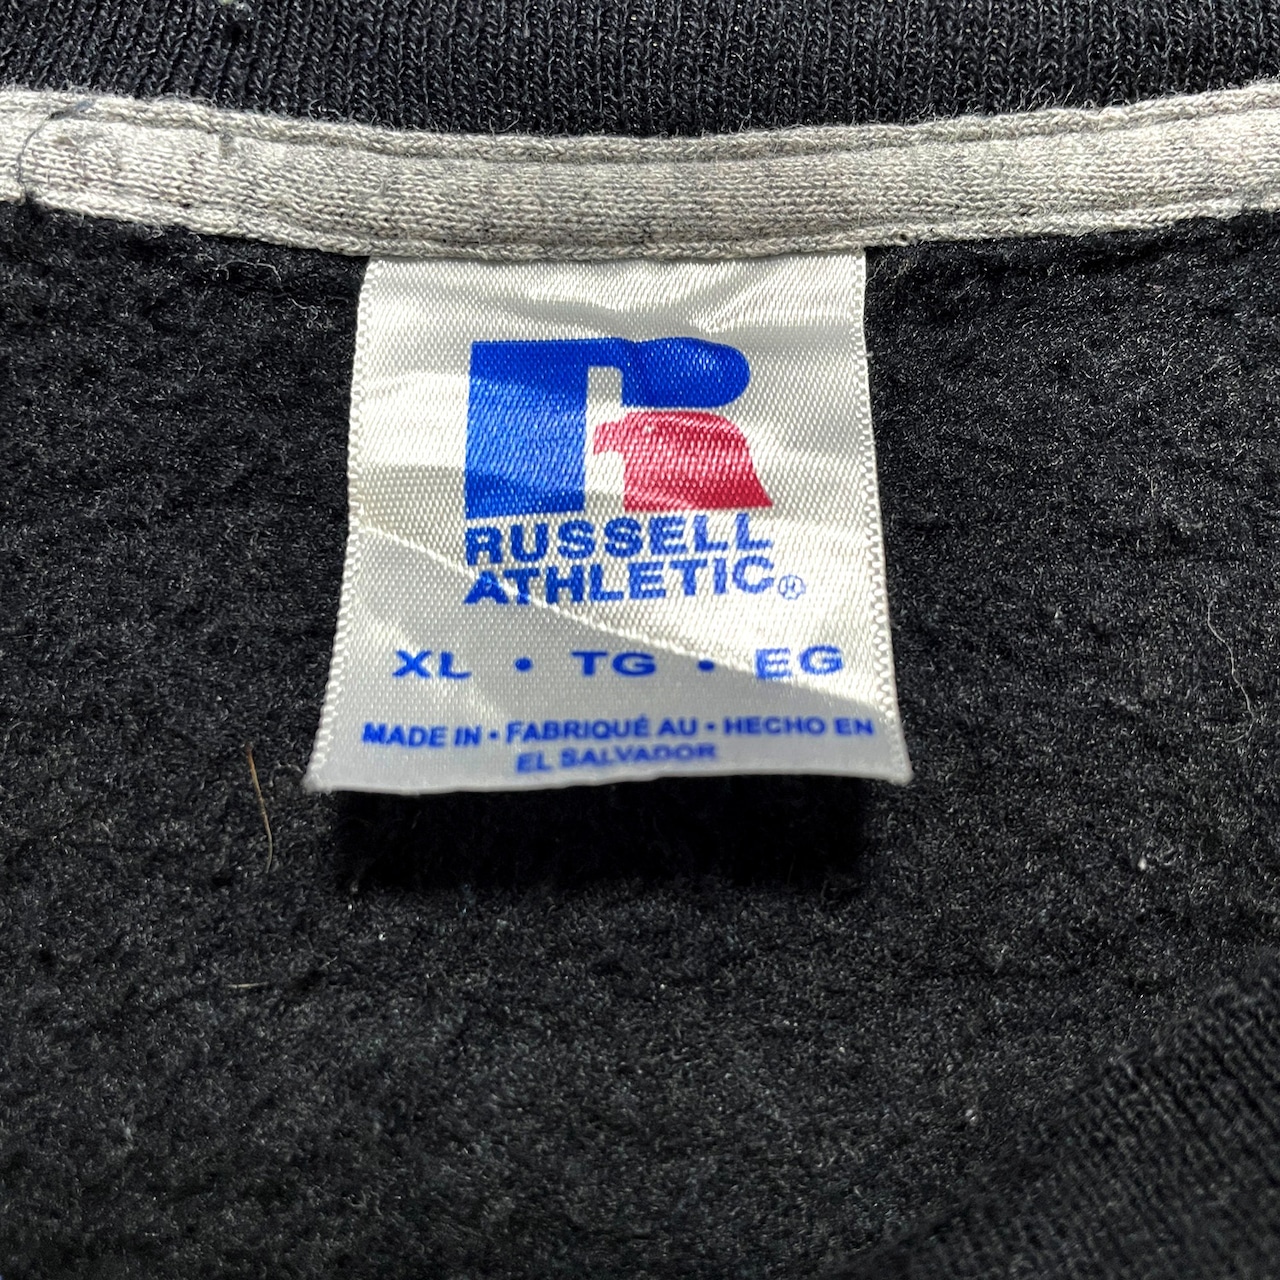 RUSSELL
ATHLETIC®
XL • TG • EG
MADE IN • FABRIQUÉ AU • HECHO EN
EL SALVADOR